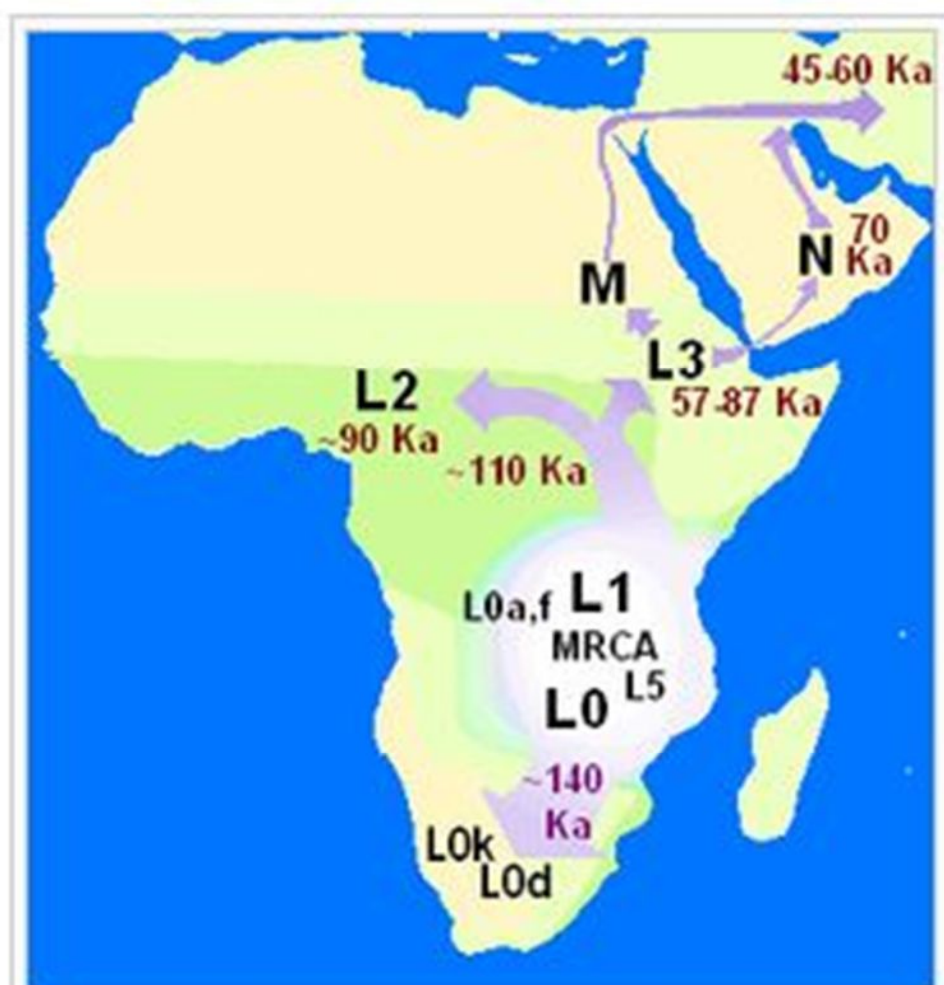 45-60 Ka
70
Ka
N
M
L3
57-87 Ka
L2
~90 Ka
~110 Ka
L0a,f L1
MRCA
L5
L0
~140
Ka
L0k
L0d